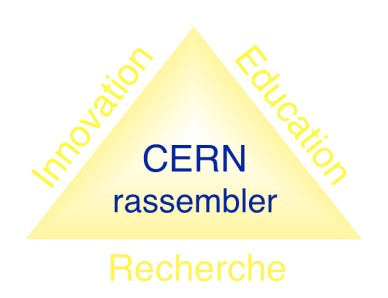 Innovation
Education
CERN
rassembler
Recherche